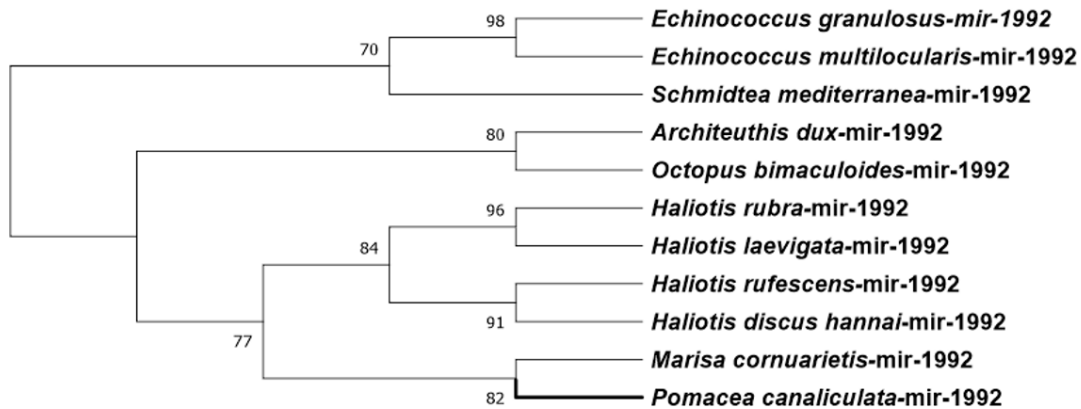 98
Echinococcus granulosus-mir-1992
70
Echinococcus multilocularis-mir-1992
Schmidtea mediterranea-mir-1992
80
Architeuthis dux-mir-1992
Octopus bimaculoides-mir-1992
96
Haliotis rubra-mir-1992
84
Haliotis laevigata-mir-1992
Haliotis rufescens-mir-1992
91
Haliotis discus hannai-mir-1992
77
Marisa cornuarietis-mir-1992
82
Pomacea canaliculata-mir-1992